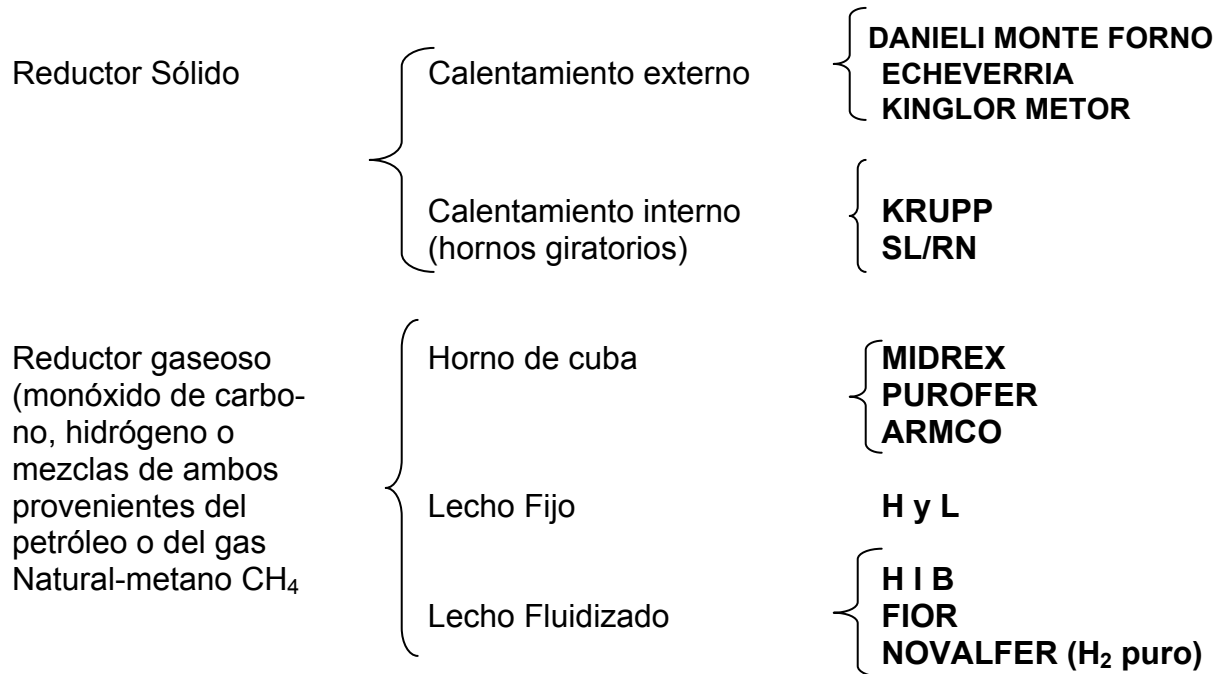 Reductor Sólido
Calentamiento externo
DANIELI MONTE FORNO
ECHEVERRIA
KINGLOR METOR
Calentamiento interno
(hornos giratorios)
KRUPP
SL/RN
Reductor gaseoso
(monóxido de carbo-
no, hidrógeno o
mezclas de ambos
provenientes del
petróleo o del gas
Natural-metano CH₄
Horno de cuba
MIDREX
PUROFER
ARMCO
Lecho Fijo
H y L
Lecho Fluidizado
H I B
FIOR
NOVALFER (H₂ puro)